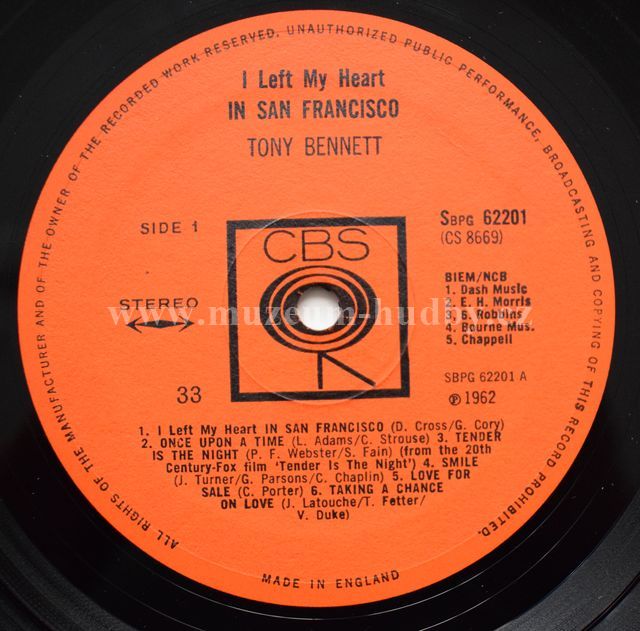 ALL RIGHTS OF THE MANUFACTURER AND OF THE OWNER OF THE RECORDED WORK RESERVED. UNAUTHORIZED PUBLIC PERFORMANCE, BROADCASTING AND COPYING OF THIS RECORD PROHIBITED.
I Left My Heart
IN SAN FRANCISCO
TONY BENNETT
SIDE 1
STEREO
33
CBS
SBPG 62201
(CS 8669)
BIEM/NCB
1. Dash Music
2. E. H. Morris
3. Robbins
4. Bourne Mus.
5. Chappell
SBPG 62201 A
℗ 1962
www.muzeum-hudby.cz
1. I Left My Heart IN SAN FRANCISCO (D. Cross/G. Cory)
2. ONCE UPON A TIME (L. Adams/C. Strouse) 3. TENDER
IS THE NIGHT (P. F. Webster/S. Fain) (from the 20th
Century-Fox film 'Tender Is The Night') 4. SMILE
(J. Turner/G. Parsons/C. Chaplin) 5. LOVE FOR
SALE (C. Porter) 6. TAKING A CHANCE
ON LOVE (J. Latouche/T. Fetter/
V. Duke)
MADE IN ENGLAND